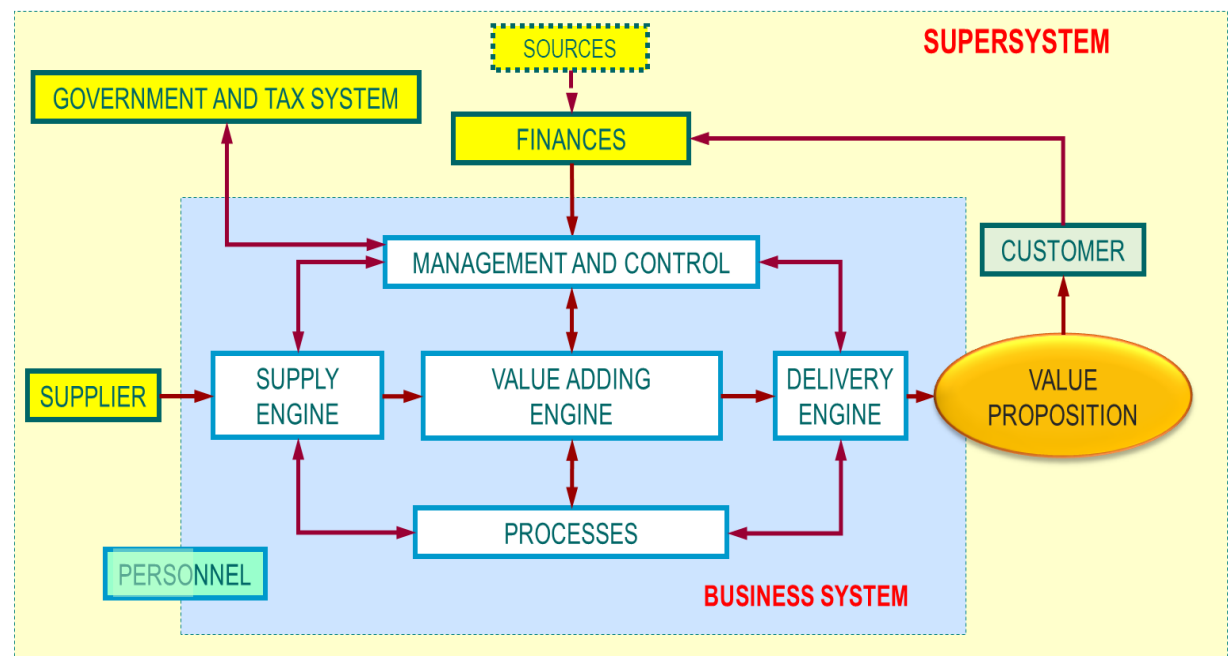 SOURCES
SUPERSYSTEM
GOVERNMENT AND TAX SYSTEM
FINANCES
CUSTOMER
MANAGEMENT AND CONTROL
SUPPLIER
SUPPLY
ENGINE
VALUE ADDING
ENGINE
DELIVERY
ENGINE
VALUE
PROPOSITION
PROCESSES
PERSONNEL
BUSINESS SYSTEM